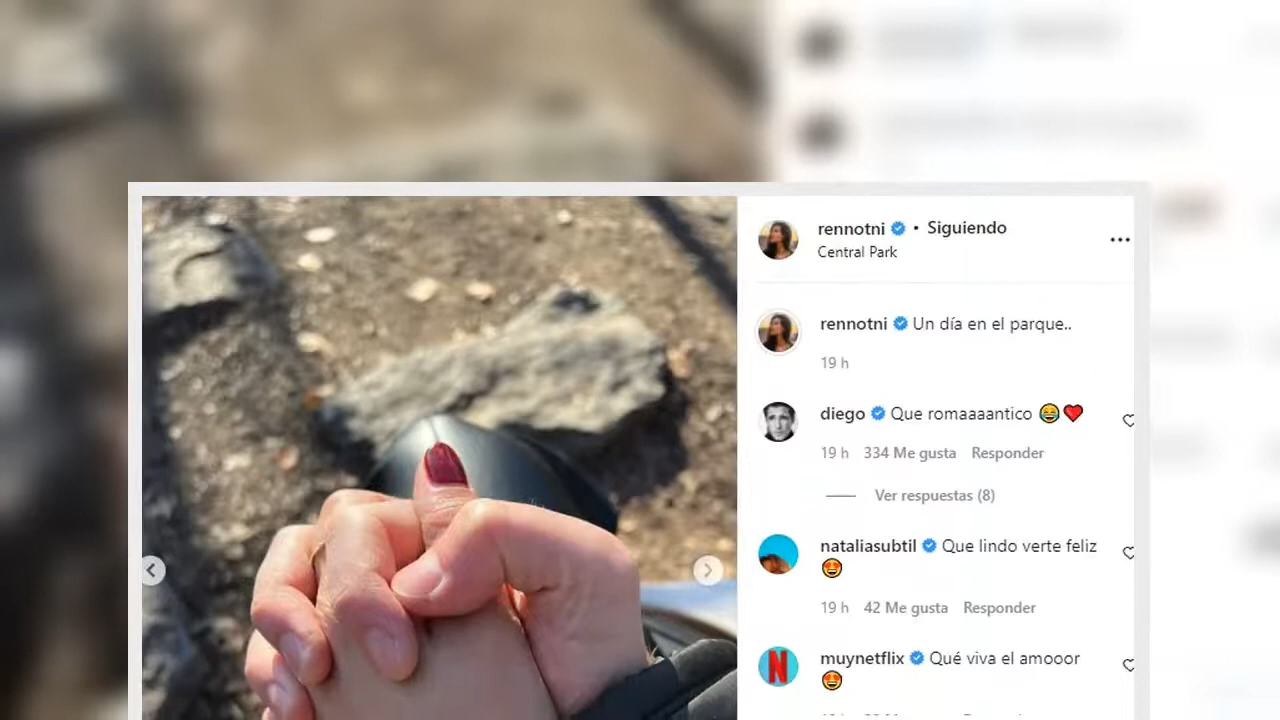 rennotni • Siguiendo
Central Park
rennotni Un día en el parque..
19 h
diego Que romaaaantico 😂❤️
19 h 334 Me gusta Responder
Ver respuestas (8)
nataliasubtil Que lindo verte feliz
🤩
19 h 42 Me gusta Responder
muynetflix Qué viva el amooor
🤩